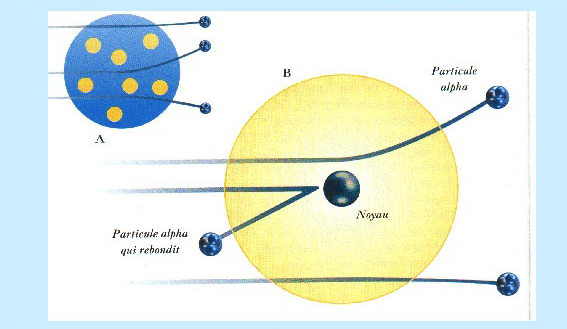 A
B
Particule
alpha
Noyau
Particule alpha
qui rebondit